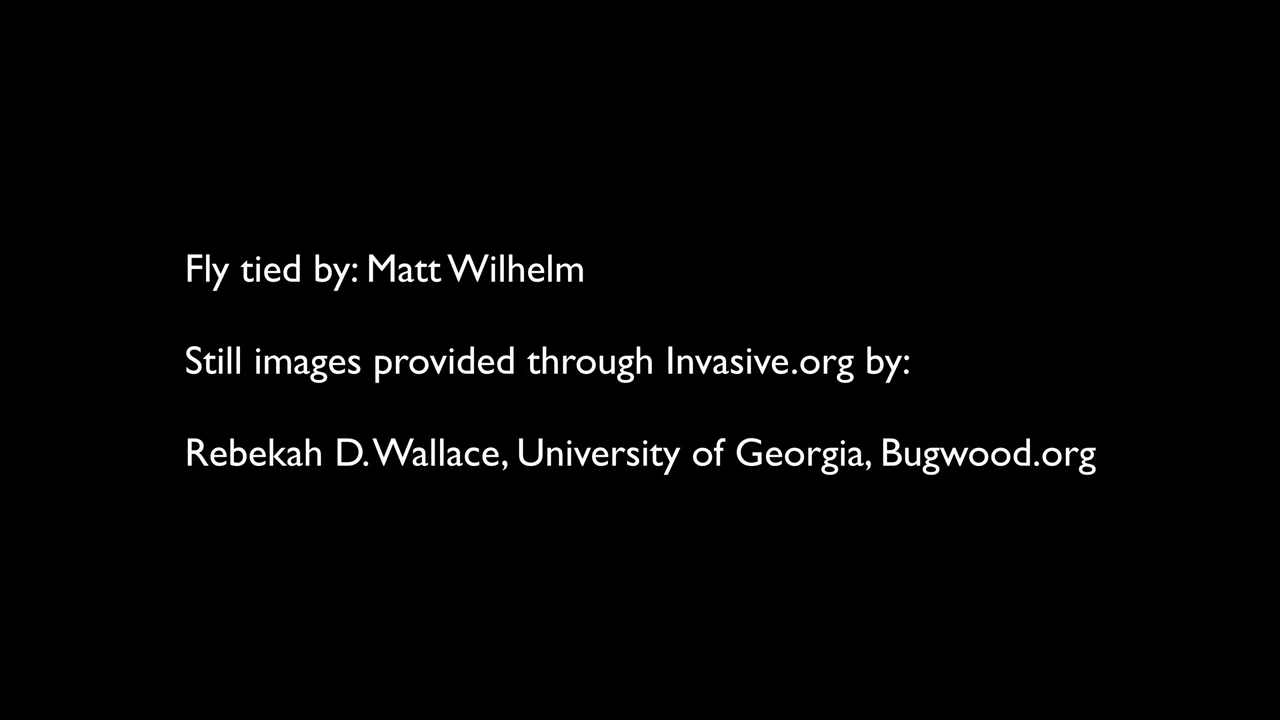 Fly tied by: Matt Wilhelm
Still images provided through Invasive.org by:
Rebekah D. Wallace, University of Georgia, Bugwood.org